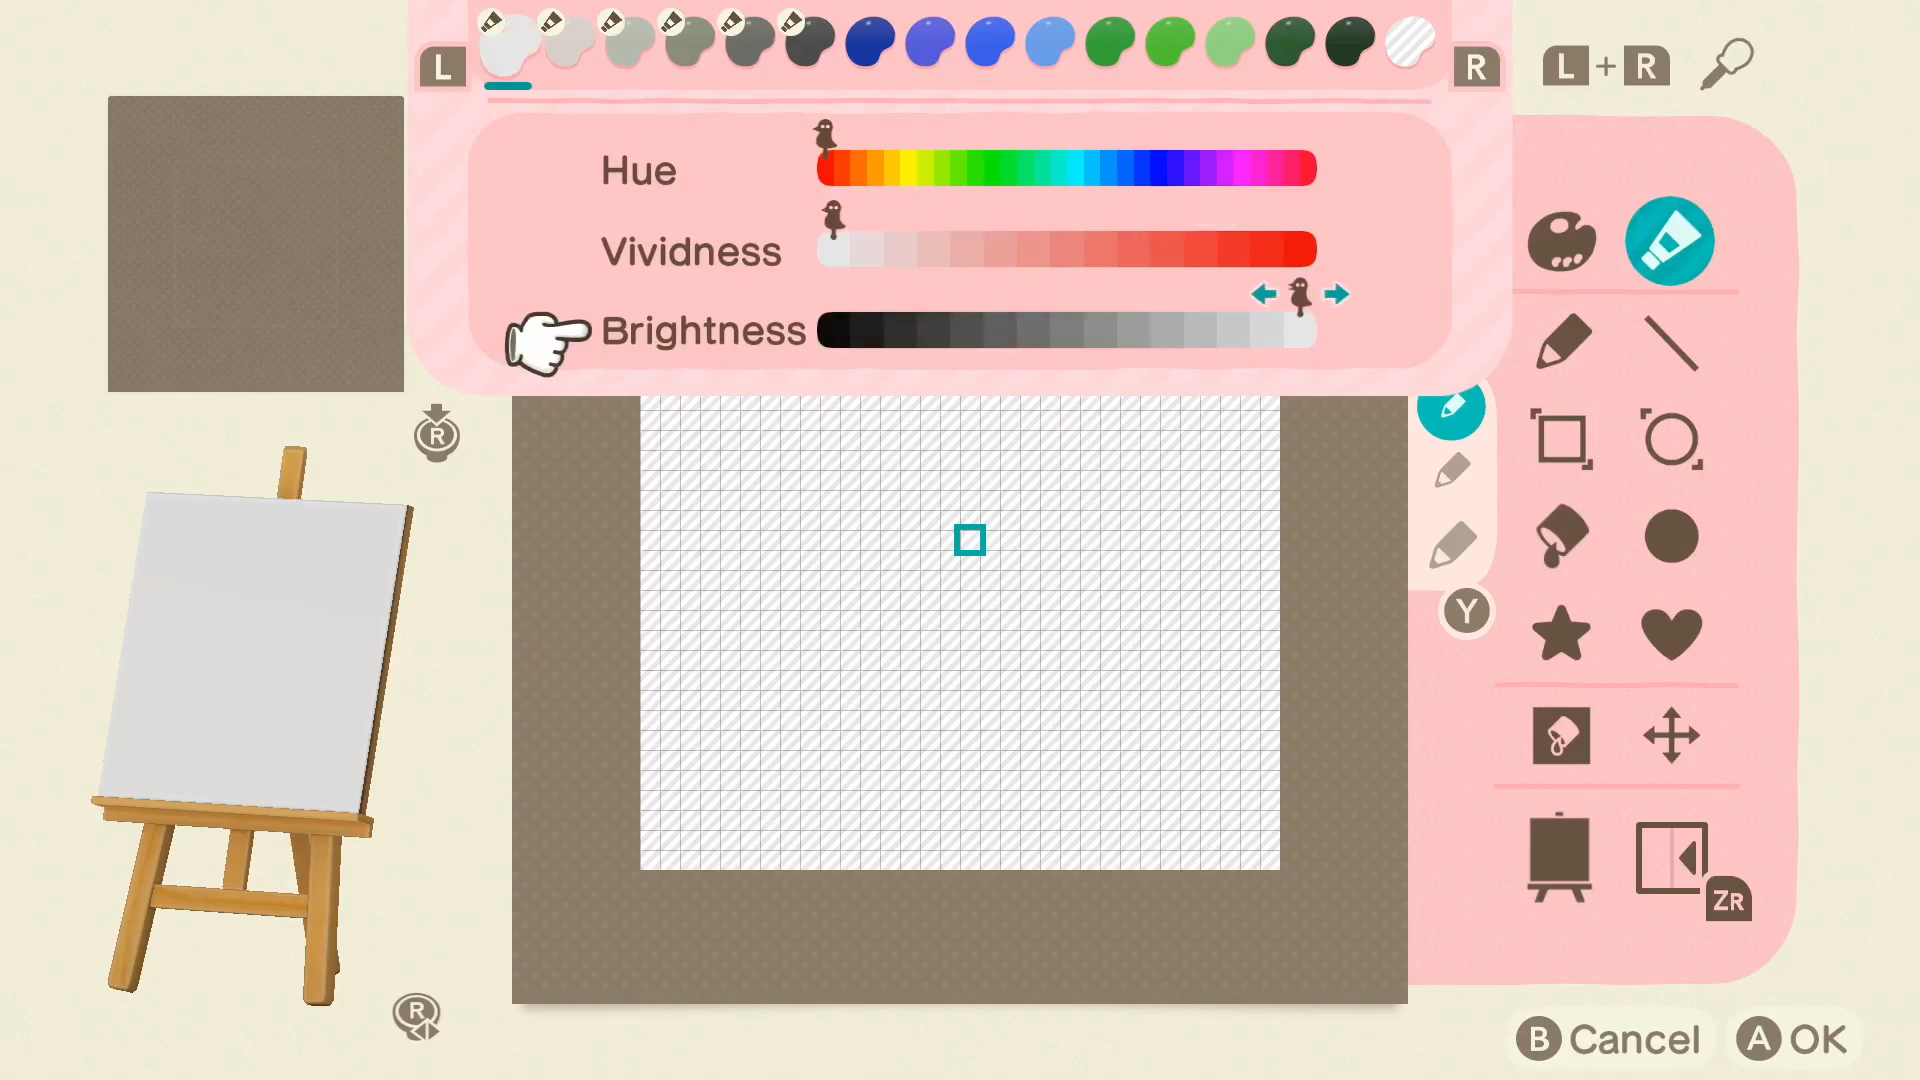 L
R
L + R
Hue
Vividness
Brightness
R
Y
ZR
R
B Cancel
A OK